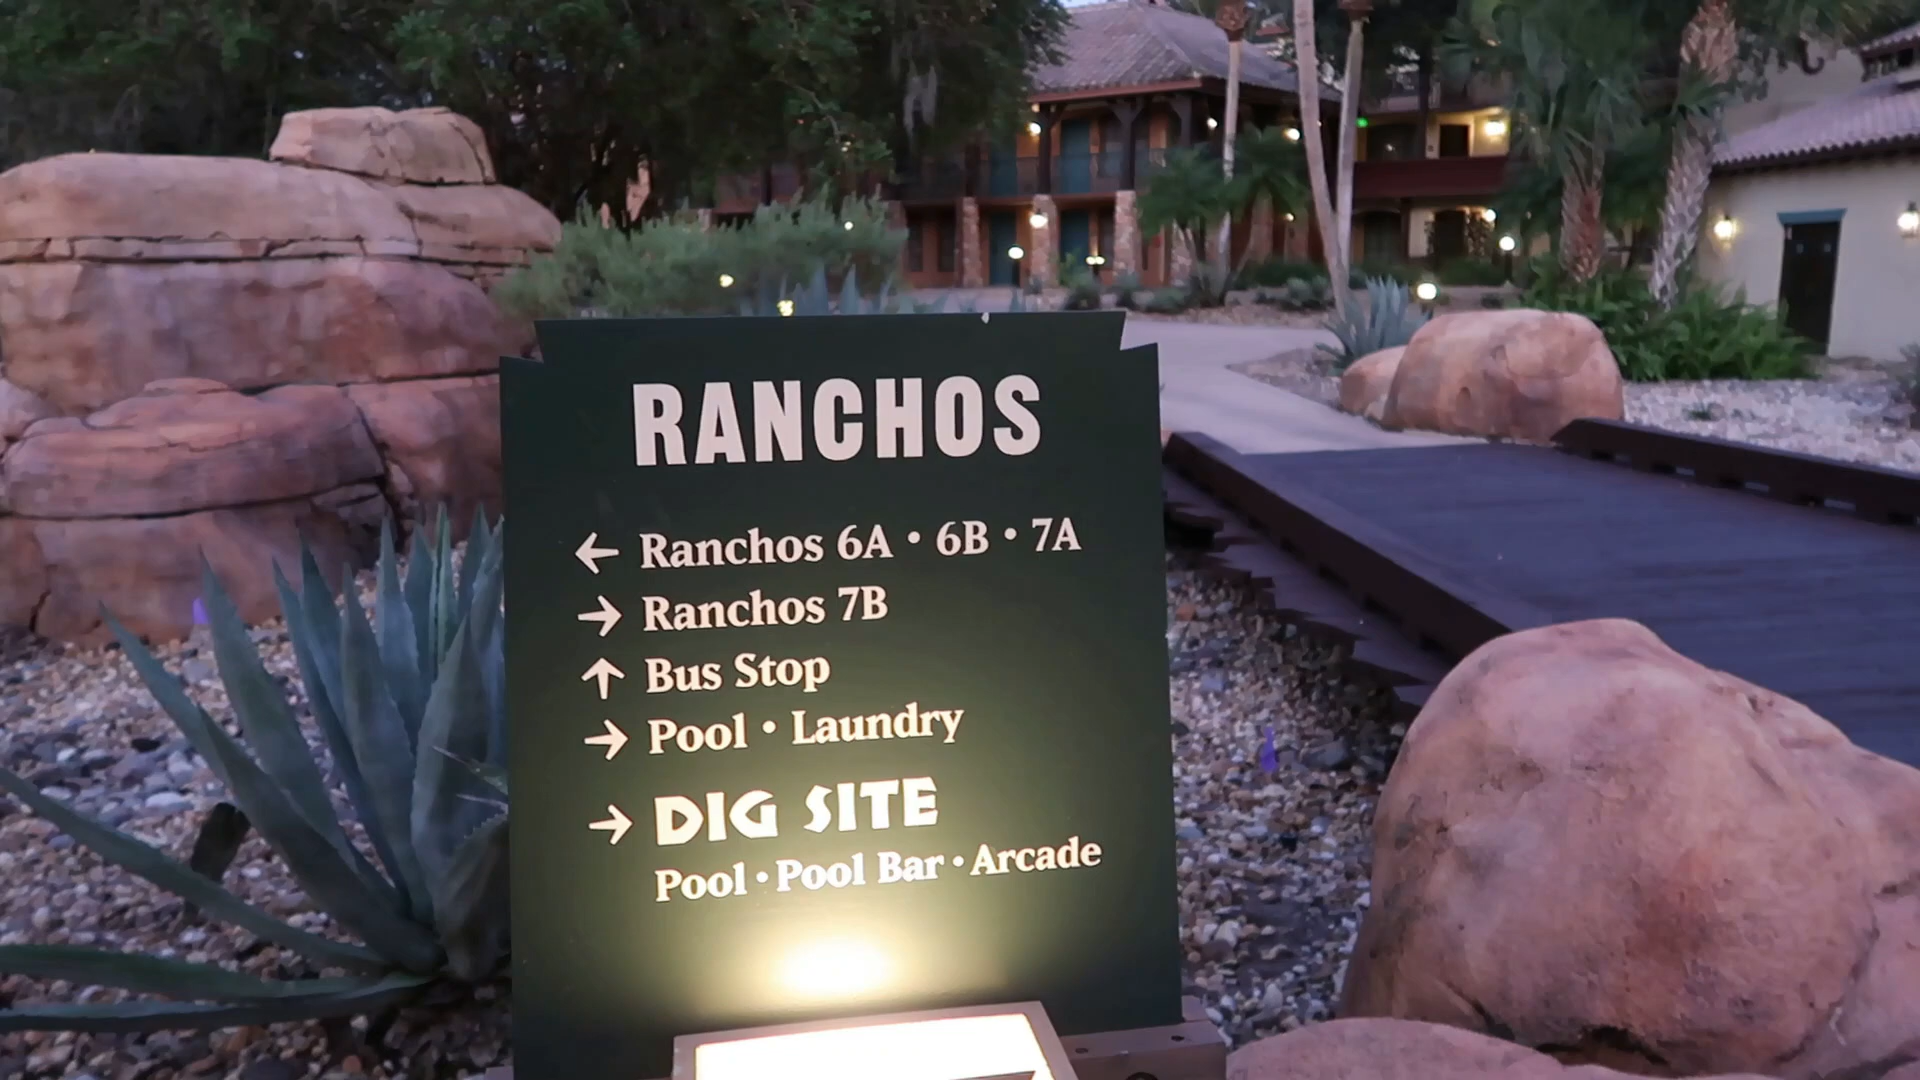 RANCHOS
← Ranchos 6A • 6B • 7A
→ Ranchos 7B
↑ Bus Stop
→ Pool • Laundry
→ DIG SITE
Pool • Pool Bar • Arcade